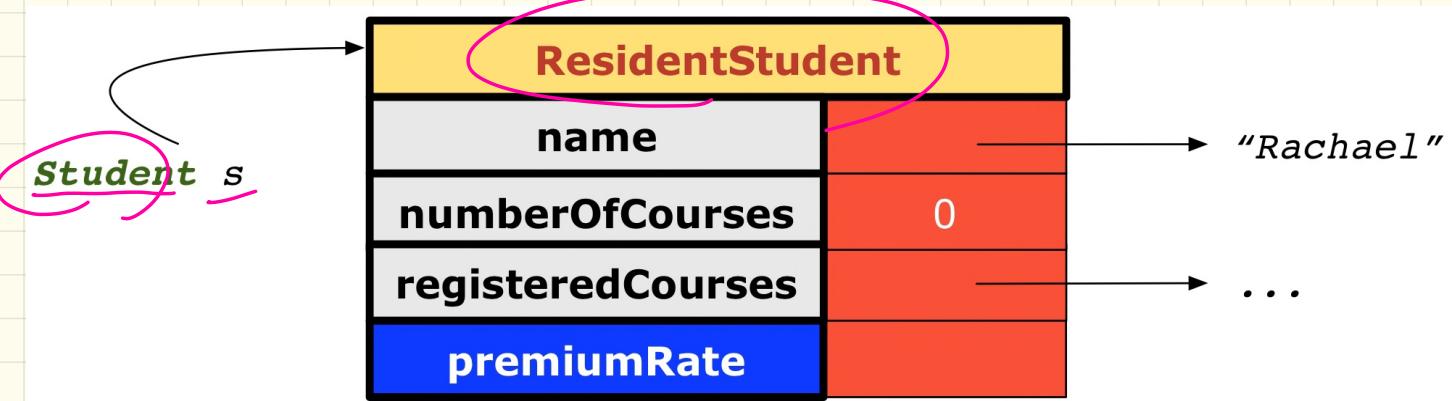 ResidentStudent
name
“Rachael”
Student s
numberOfCourses 0
registeredCourses
...
premiumRate